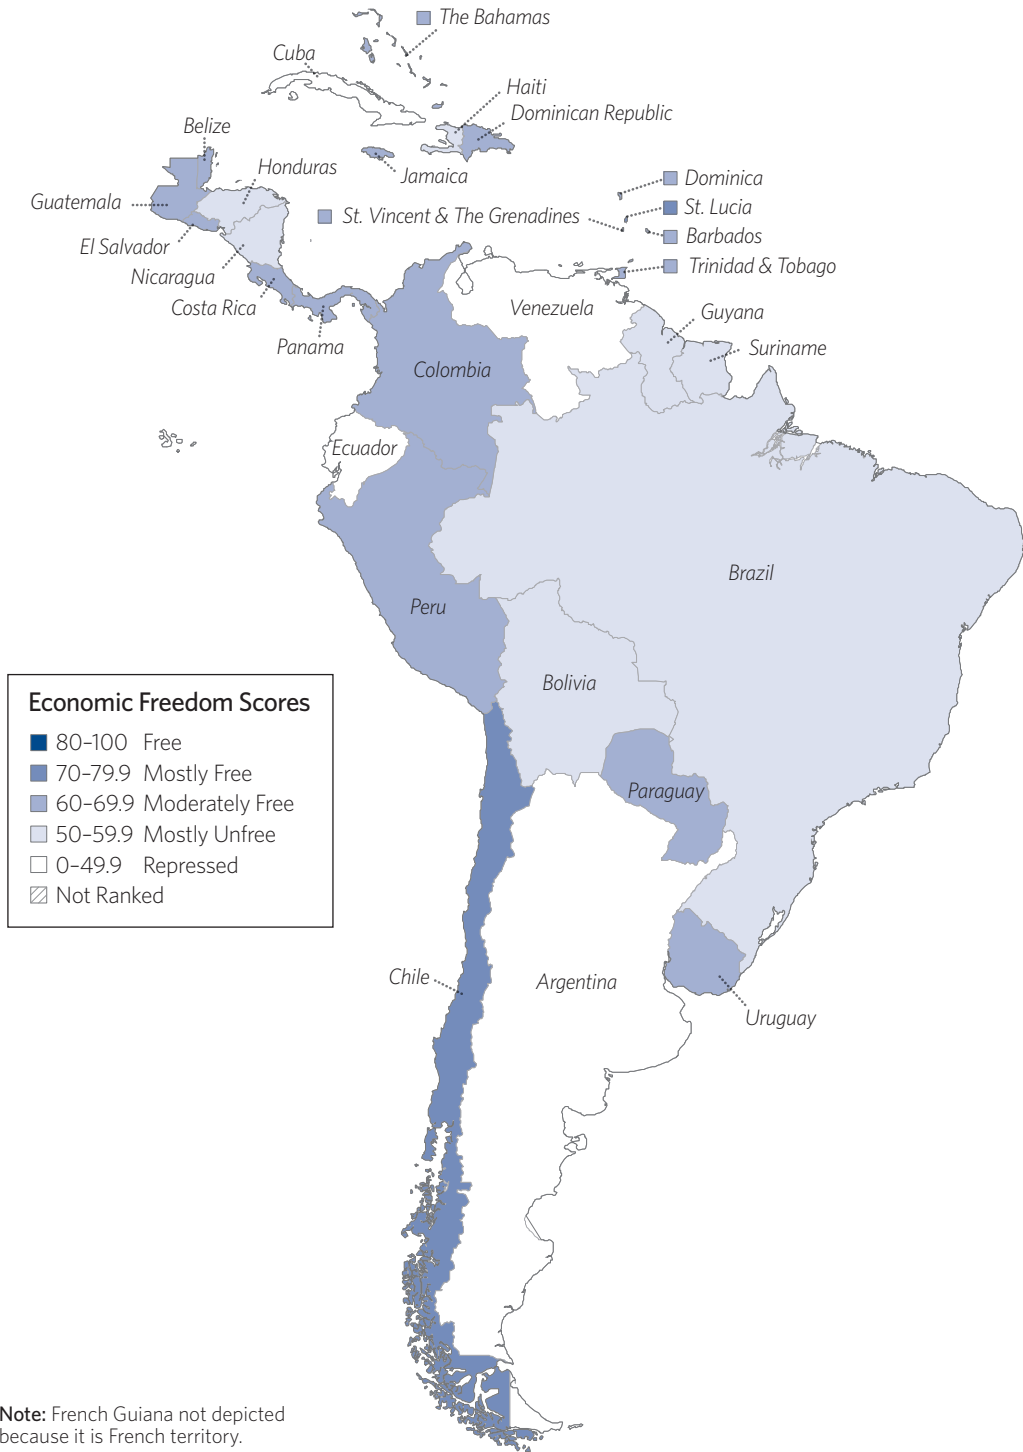 The Bahamas
Cuba
Haiti
Dominican Republic
Belize
Honduras
Jamaica
Guatemala
Dominica
St. Lucia
St. Vincent & The Grenadines
Barbados
El Salvador
Trinidad & Tobago
Nicaragua
Costa Rica
Venezuela
Guyana
Panama
Suriname
Colombia
Ecuador
Brazil
Peru
Bolivia
Economic Freedom Scores
80–100 Free
70–79.9 Mostly Free
60–69.9 Moderately Free
50–59.9 Mostly Unfree
0–49.9 Repressed
Not Ranked
Paraguay
Chile
Argentina
Uruguay
Note: French Guiana not depicted
because it is French territory.